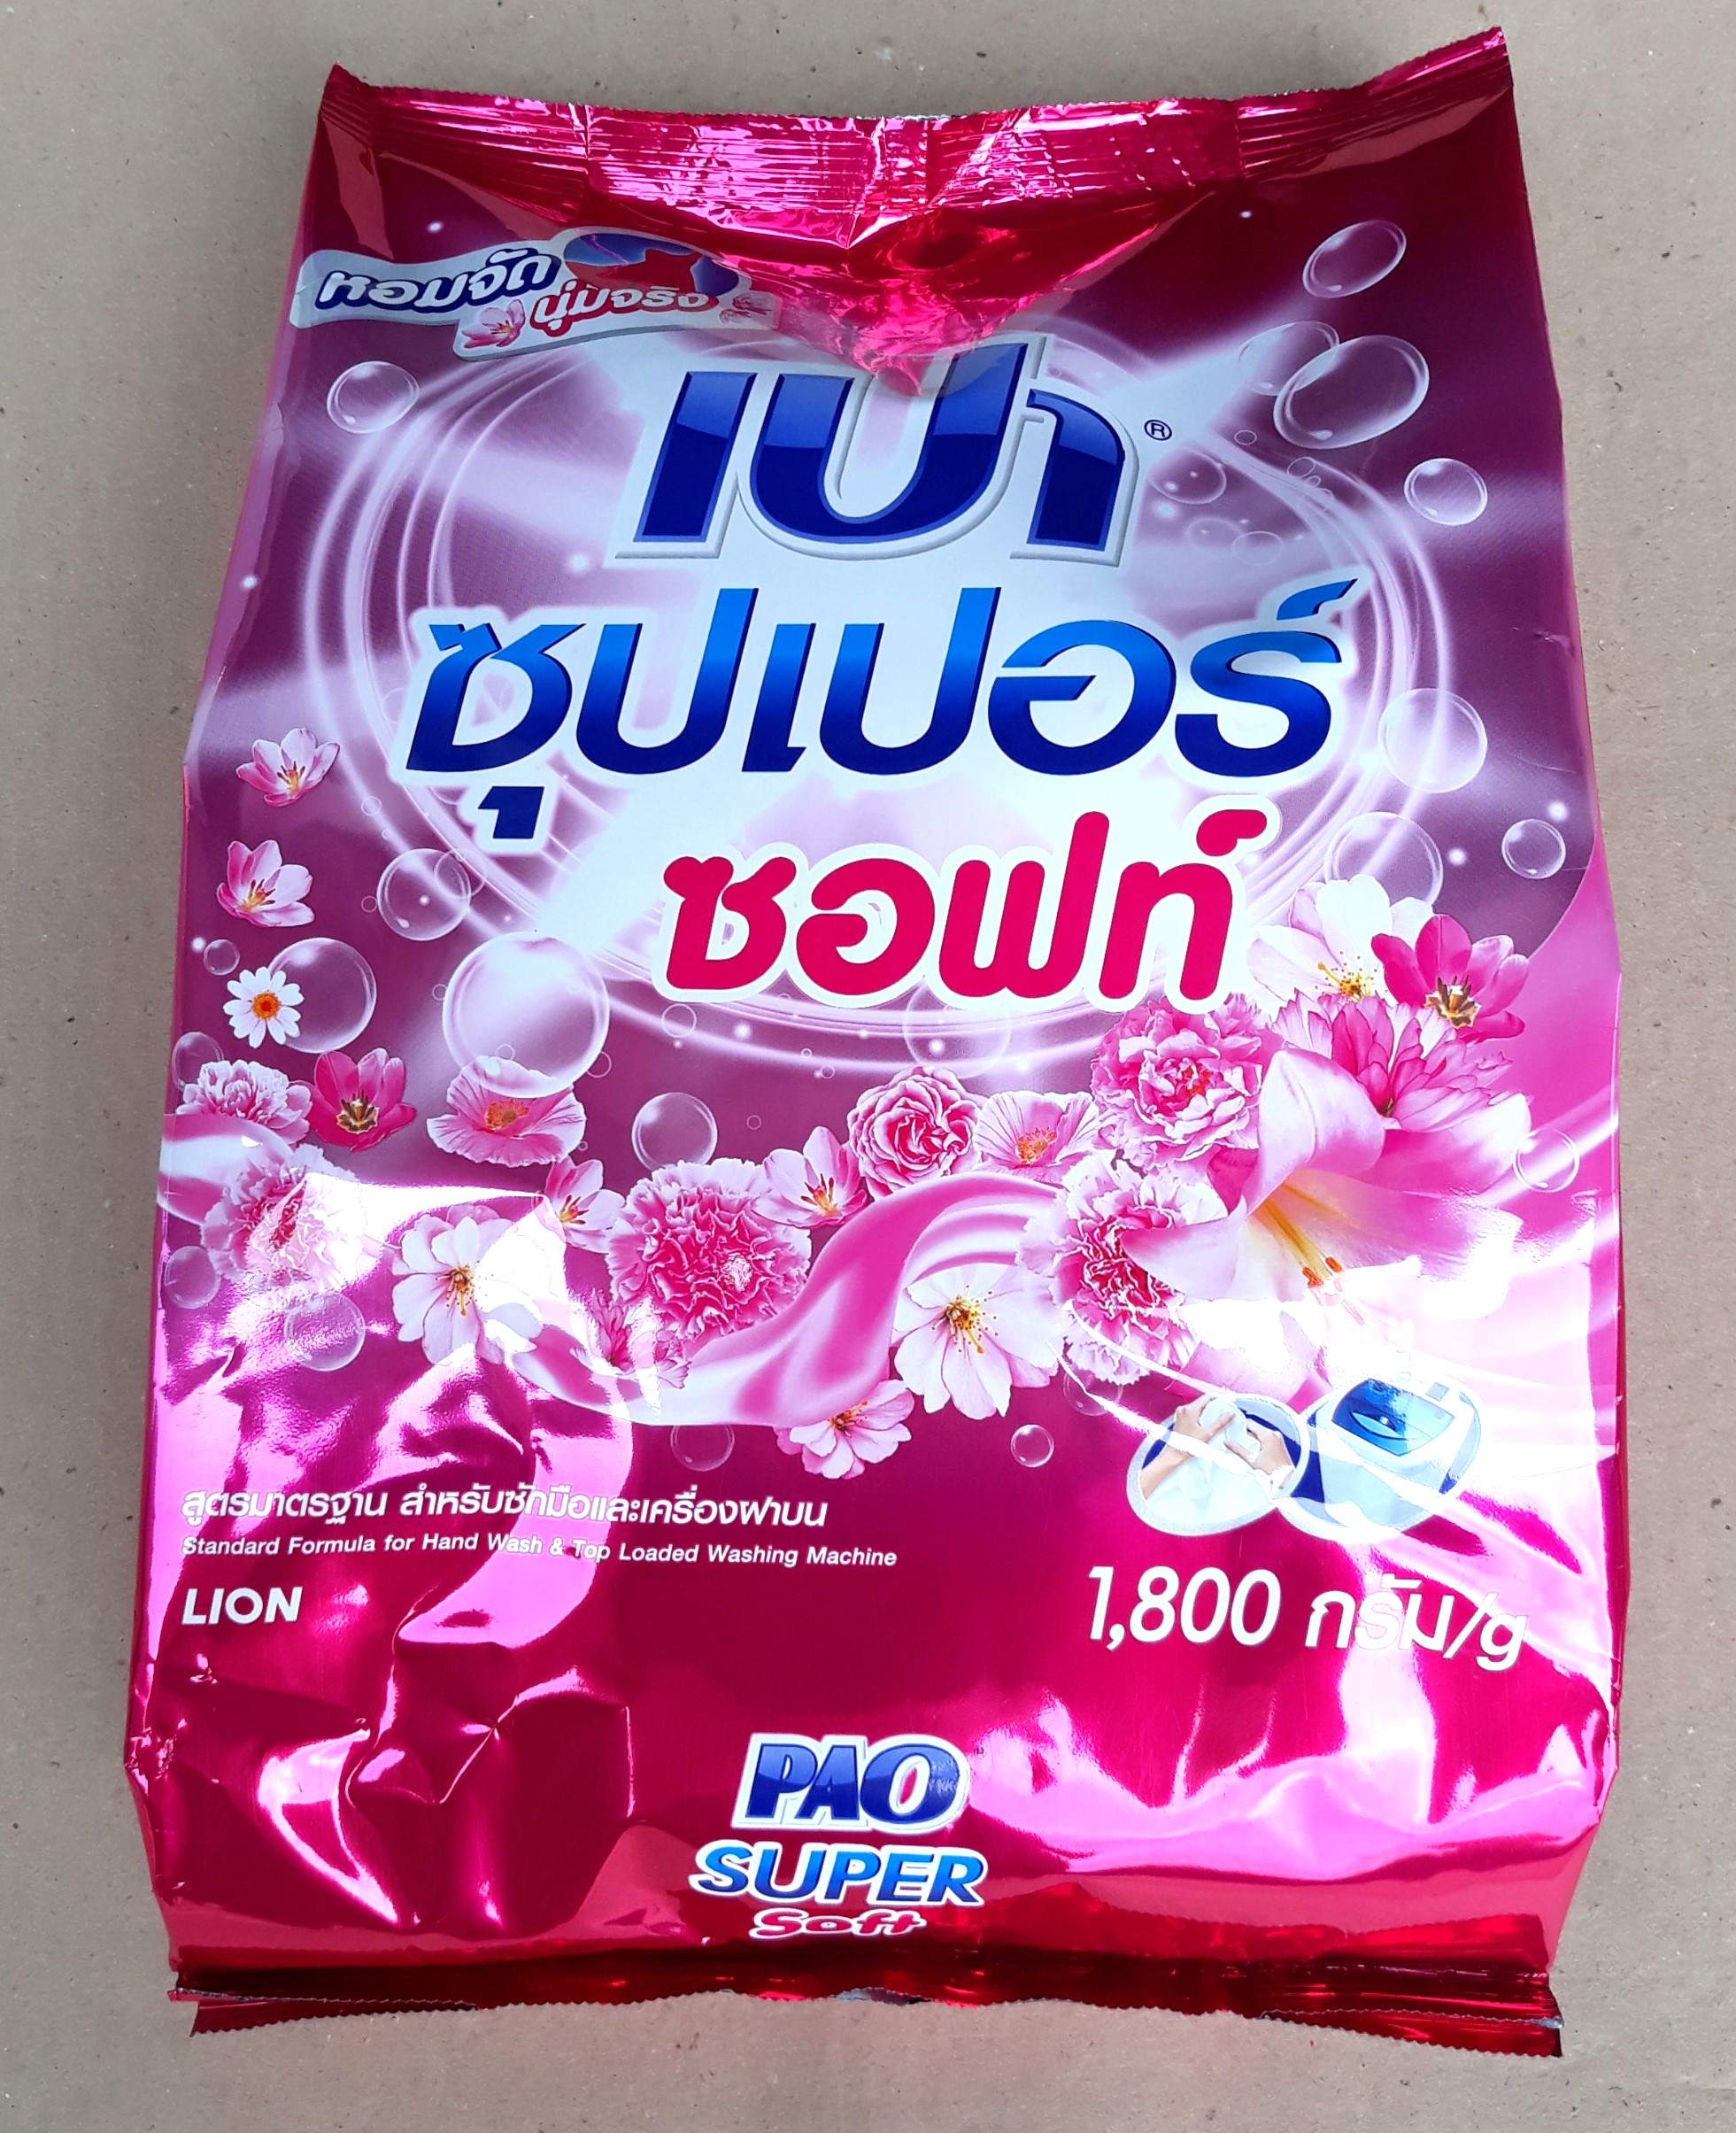 หอมจัด
นุ่มจริง
เปา®
ซุปเปอร์
ซอฟท์
สูตรมาตรฐาน สำหรับซักมือและเครื่องฝาบน
Standard Formula for Hand Wash & Top Loaded Washing Machine
LION
1,800 กรัม/g
PAO
SUPER
Soft